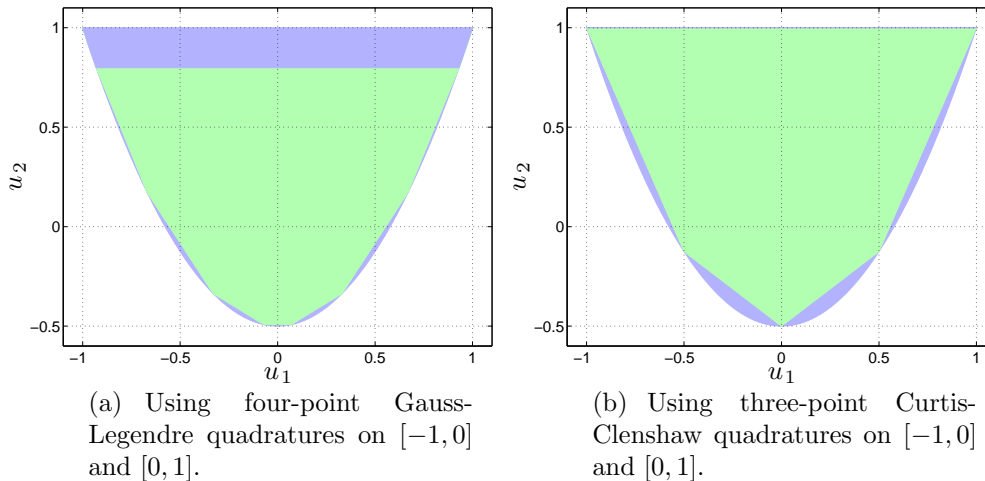 1
0.5
0
−0.5
−1
−0.5
0
0.5
1
u2
u1
(a) Using four-point Gauss-
Legendre quadratures on [−1, 0]
and [0, 1].
1
0.5
0
−0.5
−1
−0.5
0
0.5
1
u2
u1
(b) Using three-point Curtis-
Clenshaw quadratures on [−1, 0]
and [0, 1].